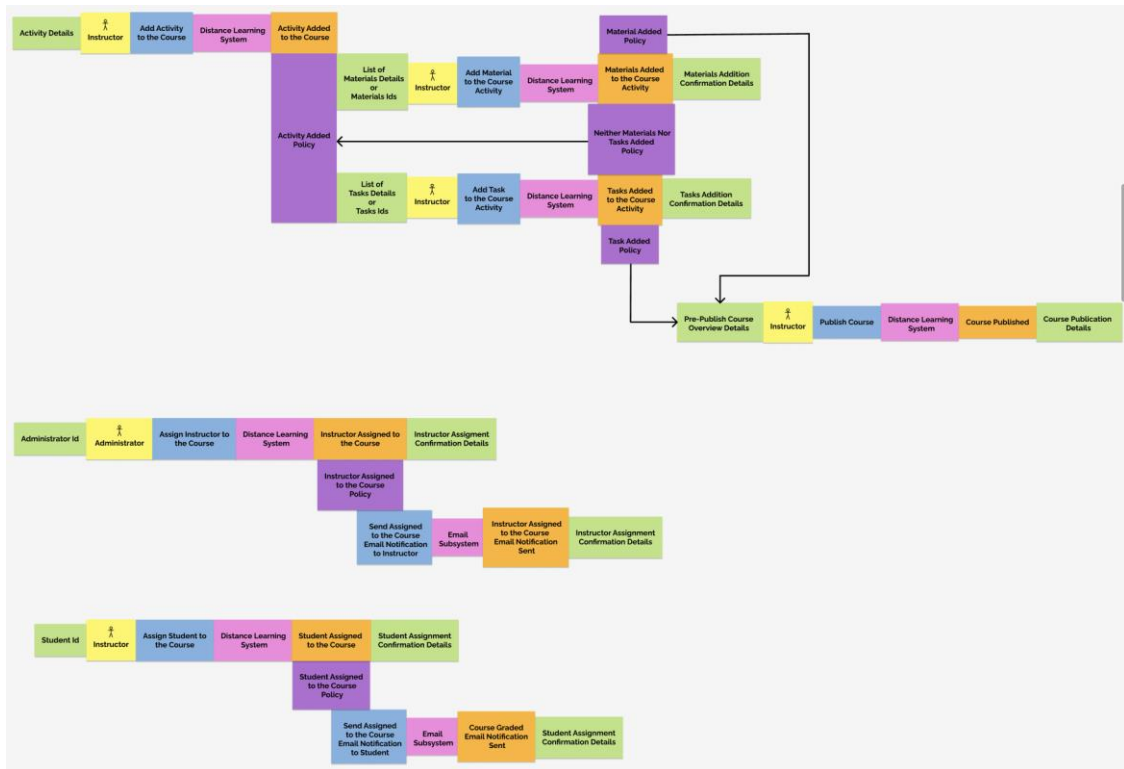 Activity Details
Instructor
Add Activity
to the Course
Distance Learning
System
Activity Added
to the Course
Material Added
Policy
List of
Materials Details
or
Materials Ids
Instructor
Add Material
to the Course
Activity
Distance Learning
System
Materials Added
to the Course
Activity
Materials Addition
Confirmation Details
Activity Added
Policy
Neither Materials Nor
Tasks Added
Policy
List of
Tasks Details
or
Tasks Ids
Instructor
Add Task
to the Course
Activity
Distance Learning
System
Tasks Added
to the Course
Activity
Tasks Addition
Confirmation Details
Task Added
Policy
Pre-Publish Course
Overview Details
Instructor
Publish Course
Distance Learning
System
Course Published
Course Publication
Details
Administrator Id
Administrator
Assign Instructor to
the Course
Distance Learning
System
Instructor Assigned to
the Course
Instructor Assigment
Confirmation Details
Instructor Assigned
to the Course
Policy
Send Assigned
to the Course
Email Notification
to Instructor
Email
Subsystem
Instructor Assigned
to the Course
Email Notification
Sent
Instructor Assignment
Confirmation Details
Student Id
Instructor
Assign Student to
the Course
Distance Learning
System
Student Assigned
to the Course
Student Assignment
Confirmation Details
Student Assigned
to the Course
Policy
Send Assigned
to the Course
Email Notification
to Student
Email
Subsystem
Course Graded
Email Notification
Sent
Student Assignment
Confirmation Details